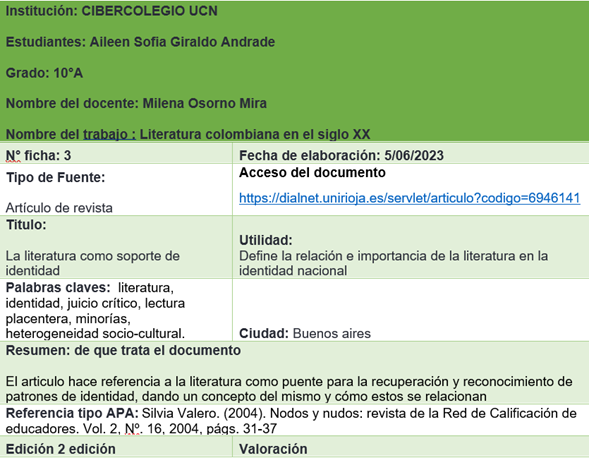 Institución: CIBERCOLEGIO UCN
Estudiantes: Aileen Sofia Giraldo Andrade
Grado: 10°A
Nombre del docente: Milena Osorno Mira
Nombre del trabajo : Literatura colombiana en el siglo XX
N° ficha: 3
Fecha de elaboración: 5/06/2023
Tipo de Fuente:
Artículo de revista
Acceso del documento
https://dialnet.unirioja.es/servlet/articulo?codigo=6946141
Titulo:
La literatura como soporte de
identidad
Utilidad:
Define la relación e importancia de la literatura en la
identidad nacional
Palabras claves: literatura,
identidad, juicio crítico, lectura
placentera, minorías,
heterogeneidad socio-cultural.
Ciudad: Buenos aires
Resumen: de que trata el documento
El articulo hace referencia a la literatura como puente para la recuperación y reconocimiento de
patrones de identidad, dando un concepto del mismo y cómo estos se relacionan
Referencia tipo APA: Silvia Valero. (2004). Nodos y nudos: revista de la Red de Calificación de
educadores. Vol. 2, Nº. 16, 2004, págs. 31-37
Edición 2 edición
Valoración